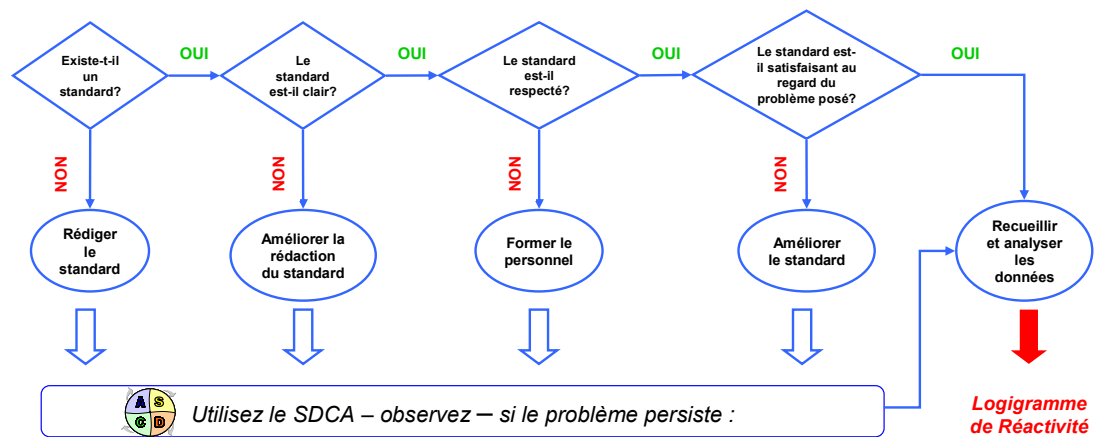 Existe-t-il
un
standard?
OUI
Le
standard
est-il clair?
OUI
Le standard
est-il
respecté?
OUI
Le standard est-
il satisfaisant au
regard du
problème posé?
OUI
NON
NON
NON
NON
Rédiger
le
standard
Améliorer la
rédaction
du standard
Former le
personnel
Améliorer
le standard
Recueillir
et analyser
les
données
A S
C D
Utilisez le SDCA – observez – si le problème persiste :
Logigramme
de Réactivité